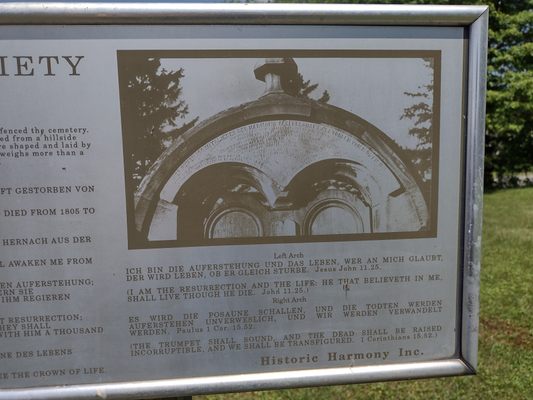 IETY
fenced the cemetery.
ed from a hillside
re shaped and laid by
weighs more than a
FT GESTORBEN VON
DIED FROM 1805 TO
HERNACH AUS DER
L AWAKEN ME FROM
EN AUFERSTEHUNG;
ERN SIE
IHM REGIEREN
ST RESURRECTION;
HEY SHALL
WITH HIM A THOUSAND
NE DES LEBENS
E THE CROWN OF LIFE.
Left Arch
ICH BIN DIE AUFERSTEHUNG UND DAS LEBEN, WER AN MICH GLAUBT,
DER WIRD LEBEN, OB ER GLEICH STURBE. Jesus John 11.25.
(I AM THE RESURRECTION AND THE LIFE: HE THAT BELIEVETH IN ME,
SHALL LIVE THOUGH HE DIE. John 11.25.)
Right Arch
ES WIRD DIE POSAUNE SCHALLEN, UND DIE TODTEN WERDEN
AUFERSTEHEN UNVERWESLICH, UND WIR WERDEN VERWANDELT
WERDEN. Paulus 1 Cor. 15.52.
(THE TRUMPET SHALL SOUND, AND THE DEAD SHALL BE RAISED
INCORRUPTIBLE, AND WE SHALL BE TRANSFIGURED. 1 Corinthians 15.52.)
Historic Harmony Inc.